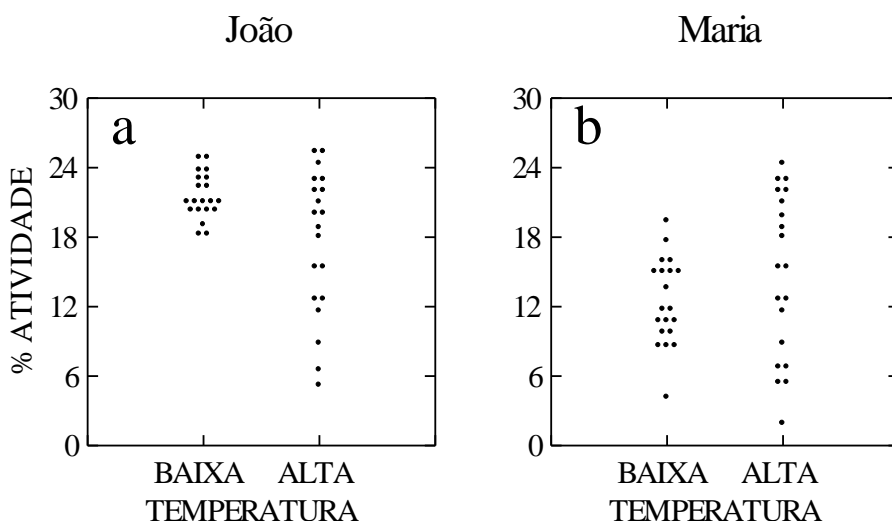 João
Maria
30
24
18
12
6
0
% ATIVIDADE
a
BAIXA ALTA
TEMPERATURA
30
24
18
12
6
0
b
BAIXA ALTA
TEMPERATURA